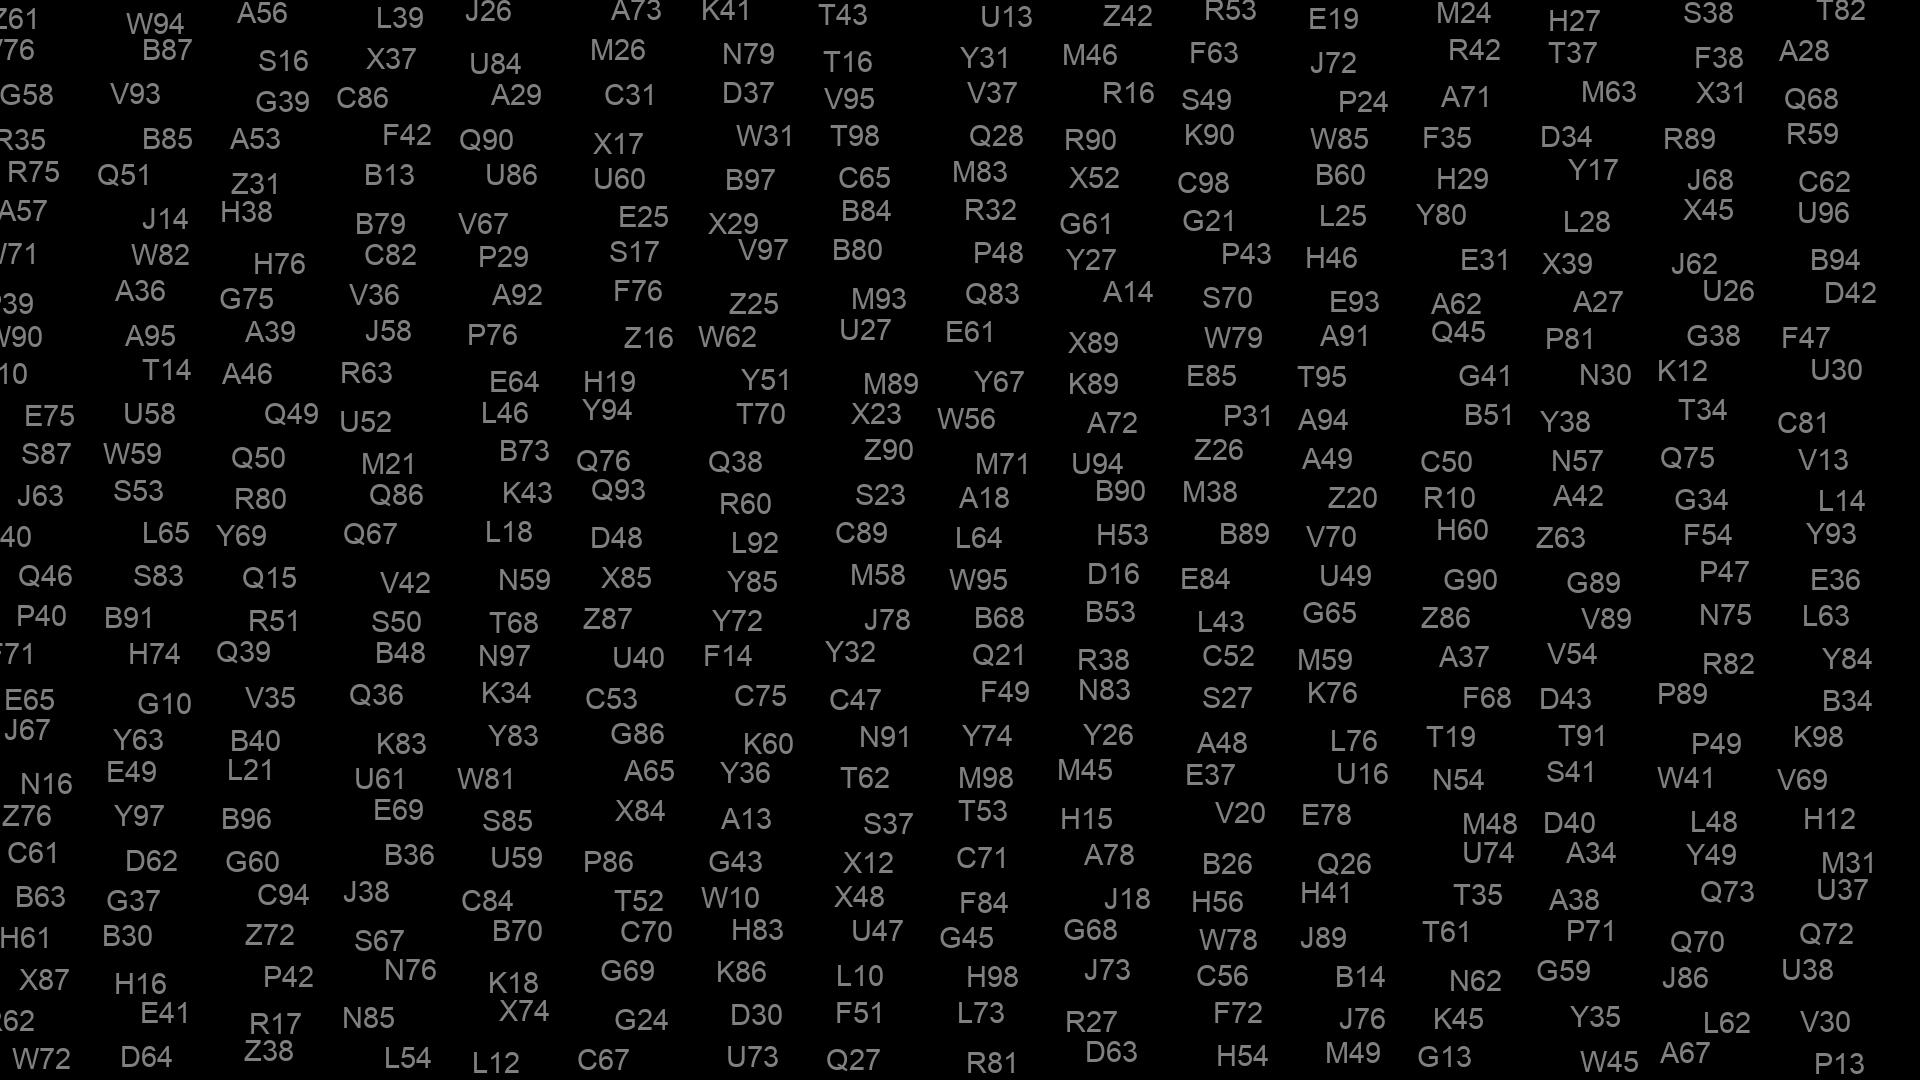 Z61 W94 A56 L39 J26 A73 K41 T43 U13 Z42 R53 E19 M24 H27 S38 T82
76 B87 S16 X37 U84 M26 N79 T16 Y31 M46 F63 J72 R42 T37 F38 A28
G58 V93 G39 C86 A29 C31 D37 V95 V37 R16 S49 P24 A71 M63 X31 Q68
R35 B85 A53 F42 Q90 X17 W31 T98 Q28 R90 K90 W85 F35 D34 R89 R59
R75 Q51 Z31 B13 U86 U60 B97 C65 M83 X52 C98 B60 H29 Y17 J68 C62
A57 J14 H38 B79 V67 E25 X29 B84 R32 G61 G21 L25 Y80 L28 X45 U96
71 W82 H76 C82 P29 S17 V97 B80 P48 Y27 P43 H46 E31 X39 J62 B94
39 A36 G75 V36 A92 F76 Z25 M93 Q83 A14 S70 E93 A62 A27 U26 D42
W90 A95 A39 J58 P76 Z16 W62 U27 E61 X89 W79 A91 Q45 P81 G38 F47
10 T14 A46 R63 E64 H19 Y51 M89 Y67 K89 E85 T95 G41 N30 K12 U30
E75 U58 Q49 U52 L46 Y94 T70 X23 W56 A72 P31 A94 B51 Y38 T34 C81
S87 W59 Q50 M21 B73 Q76 Q38 Z90 M71 U94 Z26 A49 C50 N57 Q75 V13
J63 S53 R80 Q86 K43 Q93 R60 S23 A18 B90 M38 Z20 R10 A42 G34 L14
40 L65 Y69 Q67 L18 D48 L92 C89 L64 H53 B89 V70 H60 Z63 F54 Y93
Q46 S83 Q15 V42 N59 X85 Y85 M58 W95 D16 E84 U49 G90 G89 P47 E36
P40 B91 R51 S50 T68 Z87 Y72 J78 B68 B53 L43 G65 Z86 V89 N75 L63
F71 H74 Q39 B48 N97 U40 F14 Y32 Q21 R38 C52 M59 A37 V54 R82 Y84
E65 G10 V35 Q36 K34 C53 C75 C47 F49 N83 S27 K76 F68 D43 P89 B34
J67 Y63 B40 K83 Y83 G86 K60 N91 Y74 Y26 A48 L76 T19 T91 P49 K98
N16 E49 L21 U61 W81 A65 Y36 T62 M98 M45 E37 U16 N54 S41 W41 V69
Z76 Y97 B96 E69 S85 X84 A13 S37 T53 H15 V20 E78 M48 D40 L48 H12
C61 D62 G60 B36 U59 P86 G43 X12 C71 A78 B26 Q26 U74 A34 Y49 M31
B63 G37 C94 J38 C84 T52 W10 X48 F84 J18 H56 H41 T35 A38 Q73 U37
H61 B30 Z72 S67 B70 C70 H83 U47 G45 G68 W78 J89 T61 P71 Q70 Q72
X87 H16 P42 N76 K18 G69 K86 L10 H98 J73 C56 B14 N62 G59 J86 U38
62 E41 R17 N85 X74 G24 D30 F51 L73 R27 F72 J76 K45 Y35 L62 V30
W72 D64 Z38 L54 L12 C67 U73 Q27 R81 D63 H54 M49 G13 W45 A67 P13